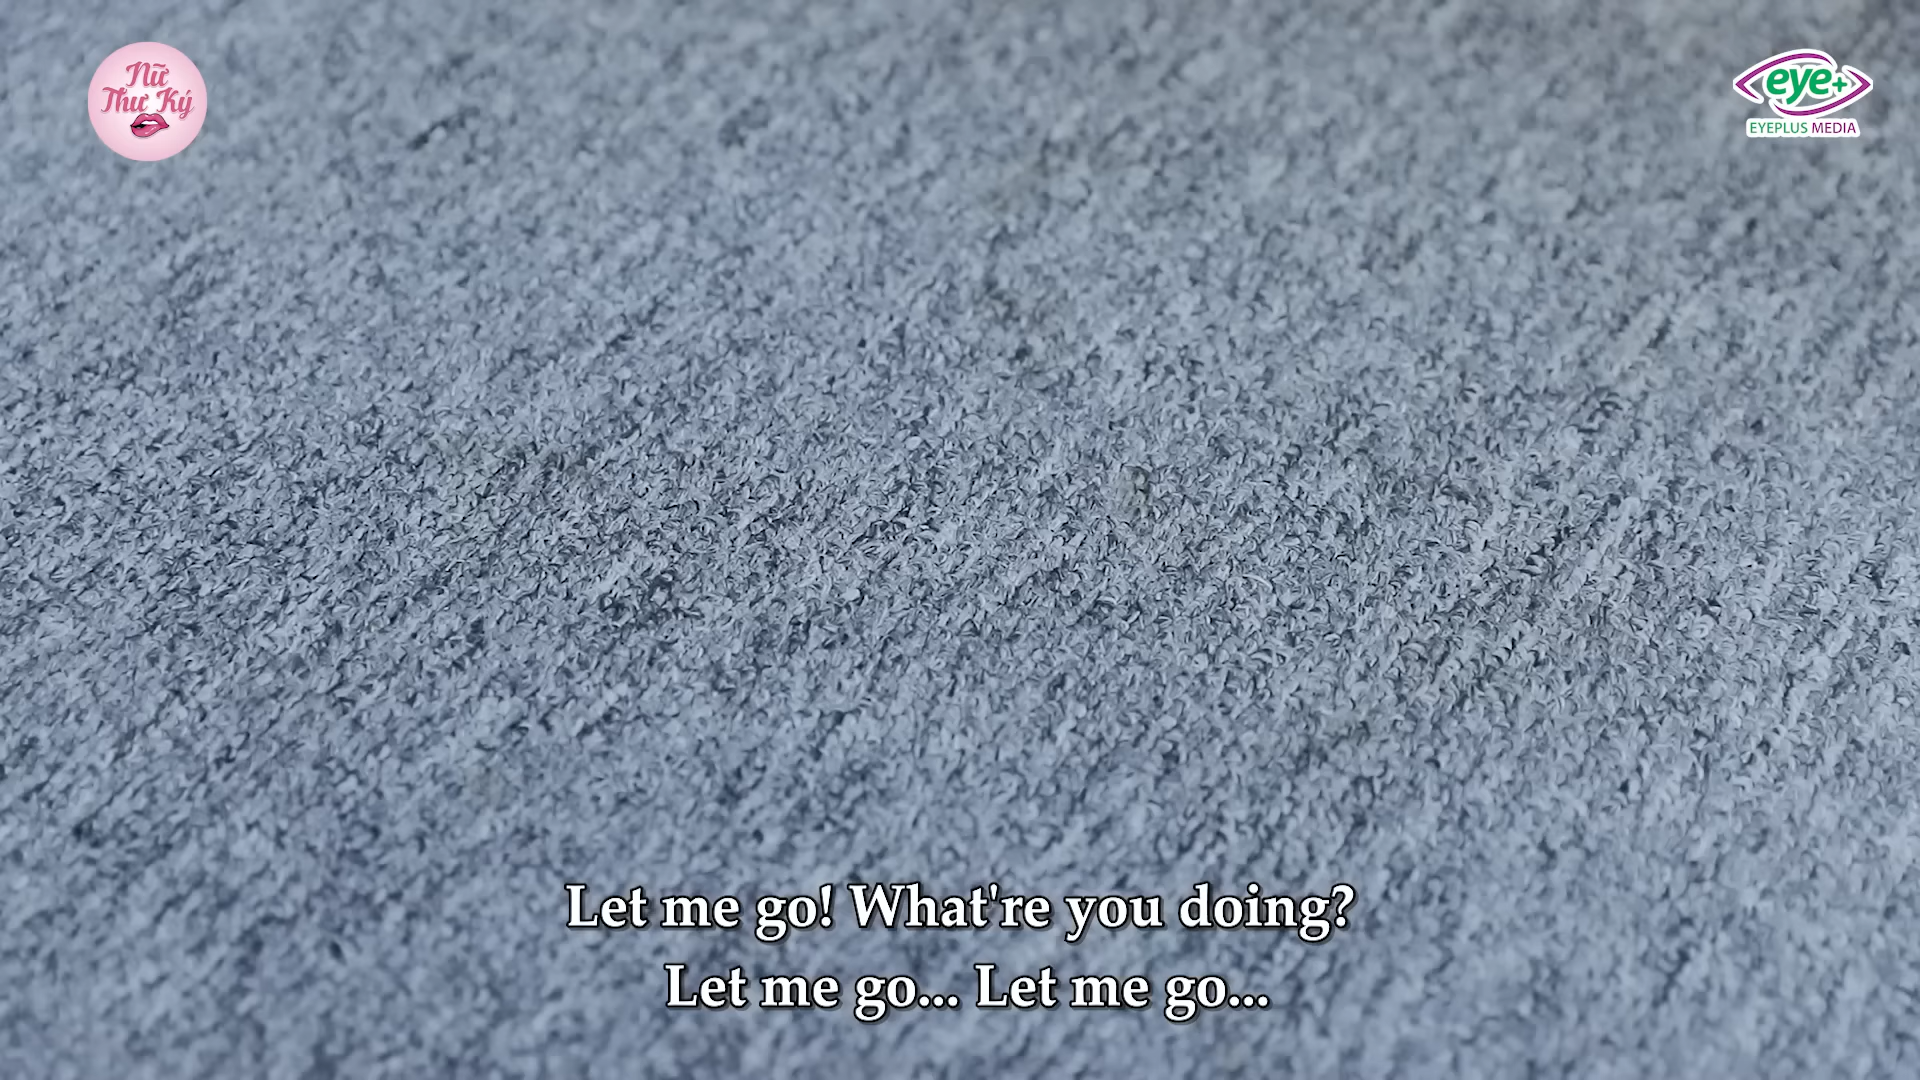 Nữ
Thư Ký
eye+
EYEPLUS MEDIA
Let me go! What're you doing?
Let me go... Let me go...